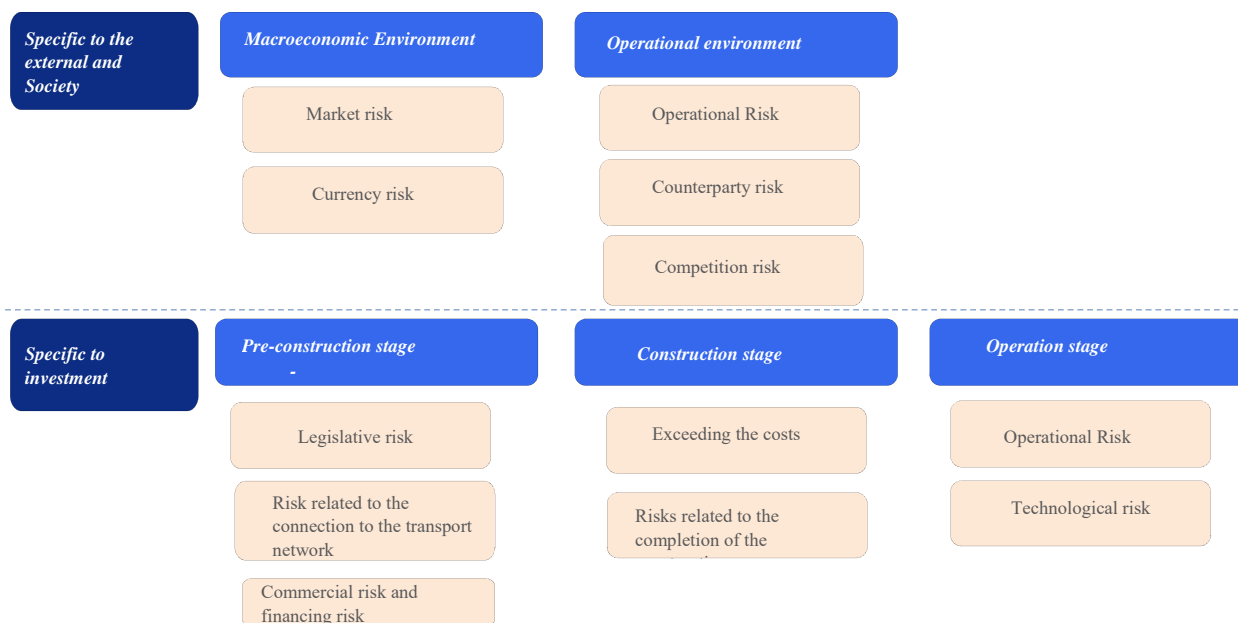 Specific to the
external and
Society
Macroeconomic Environment
Operational environment
Market risk
Operational Risk
Currency risk
Counterparty risk
Competition risk
Specific to
investment
Pre-construction stage
-
Construction stage
Operation stage
Legislative risk
Exceeding the costs
Operational Risk
Risk related to the
connection to the transport
network
Risks related to the
completion of the
Technological risk
Commercial risk and
financing risk